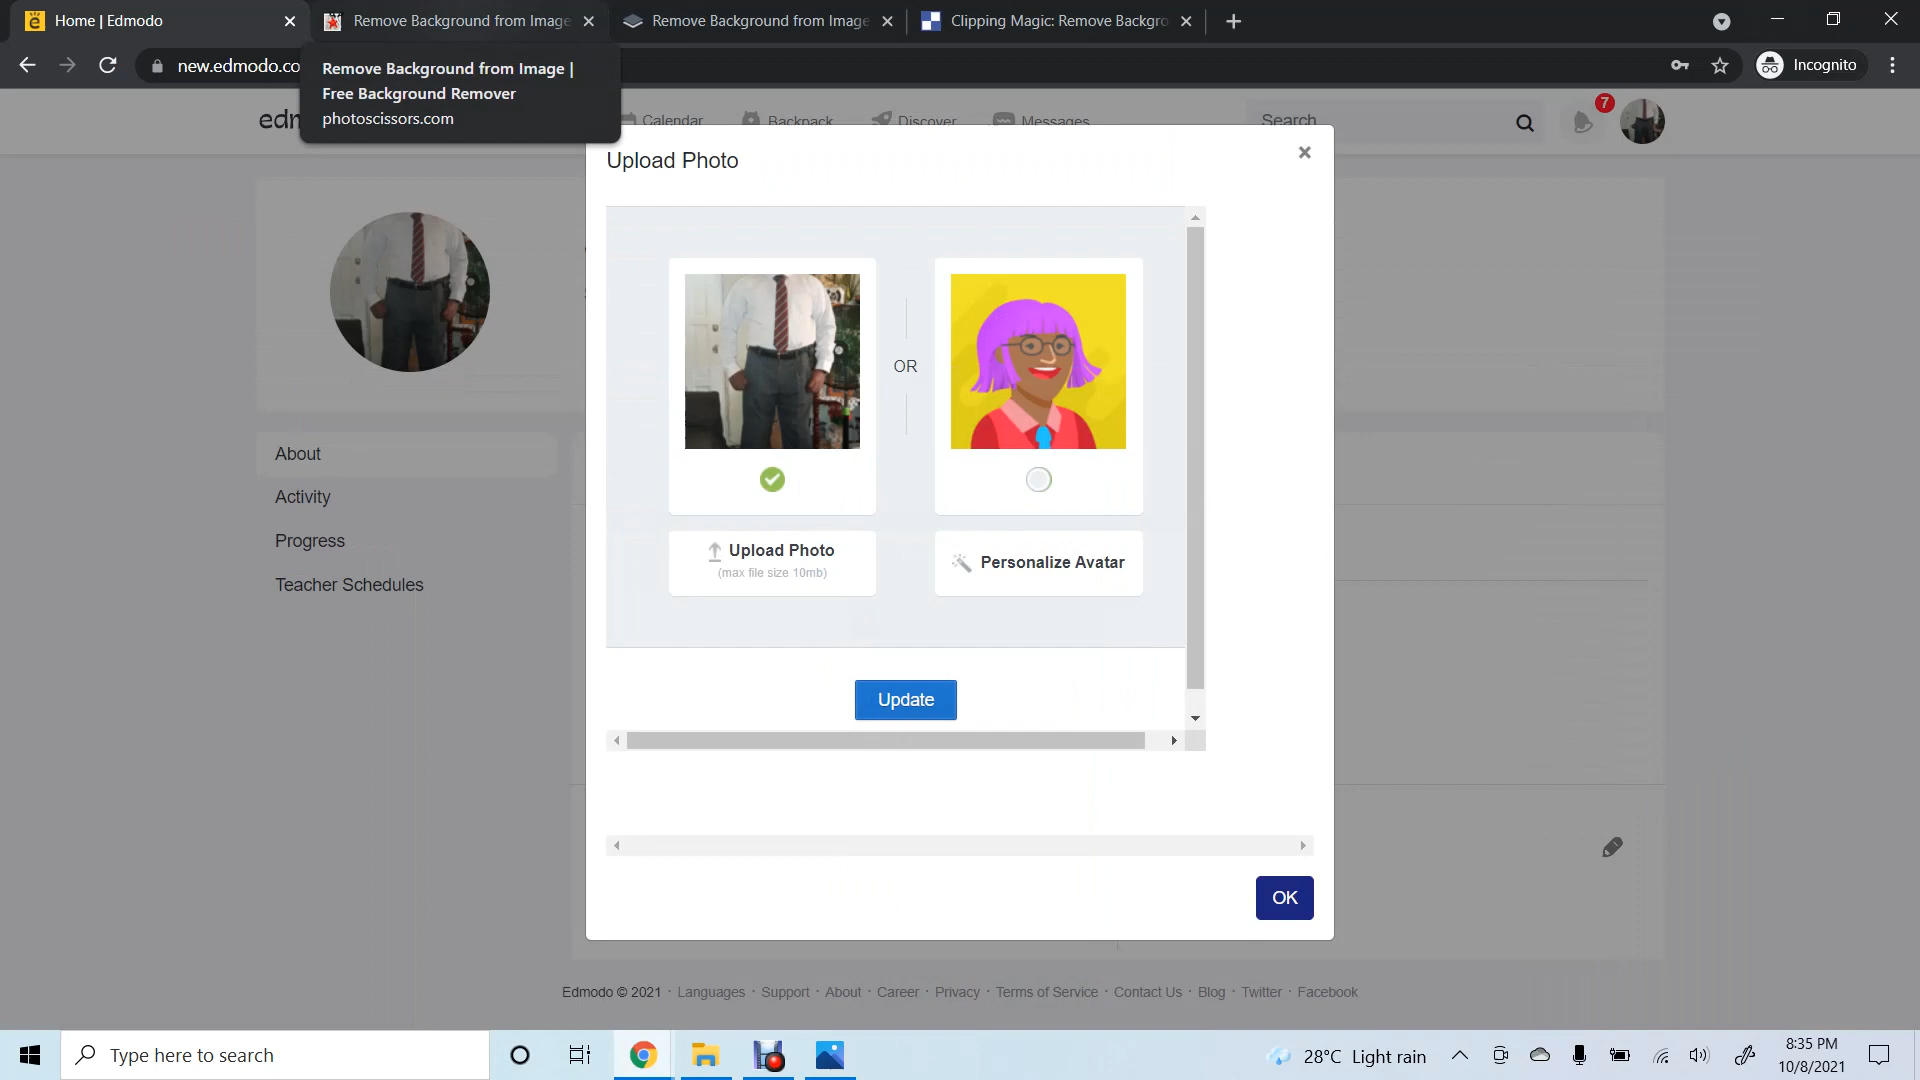 Home | Edmodo
Remove Background from Image
Remove Background from Image
Clipping Magic: Remove Backgro
new.edmodo.co
Incognito
Remove Background from Image |
Free Background Remover
photoscissors.com
edm
Calendar
Backpack
Discover
Messages
Search
7
Upload Photo
OR
Upload Photo
(max file size 10mb)
Personalize Avatar
Update
About
Activity
Progress
Teacher Schedules
OK
Edmodo © 2021 · Languages · Support · About · Career · Privacy · Terms of Service · Contact Us · Blog · Twitter · Facebook
Type here to search
28°C Light rain
8:35 PM
10/8/2021